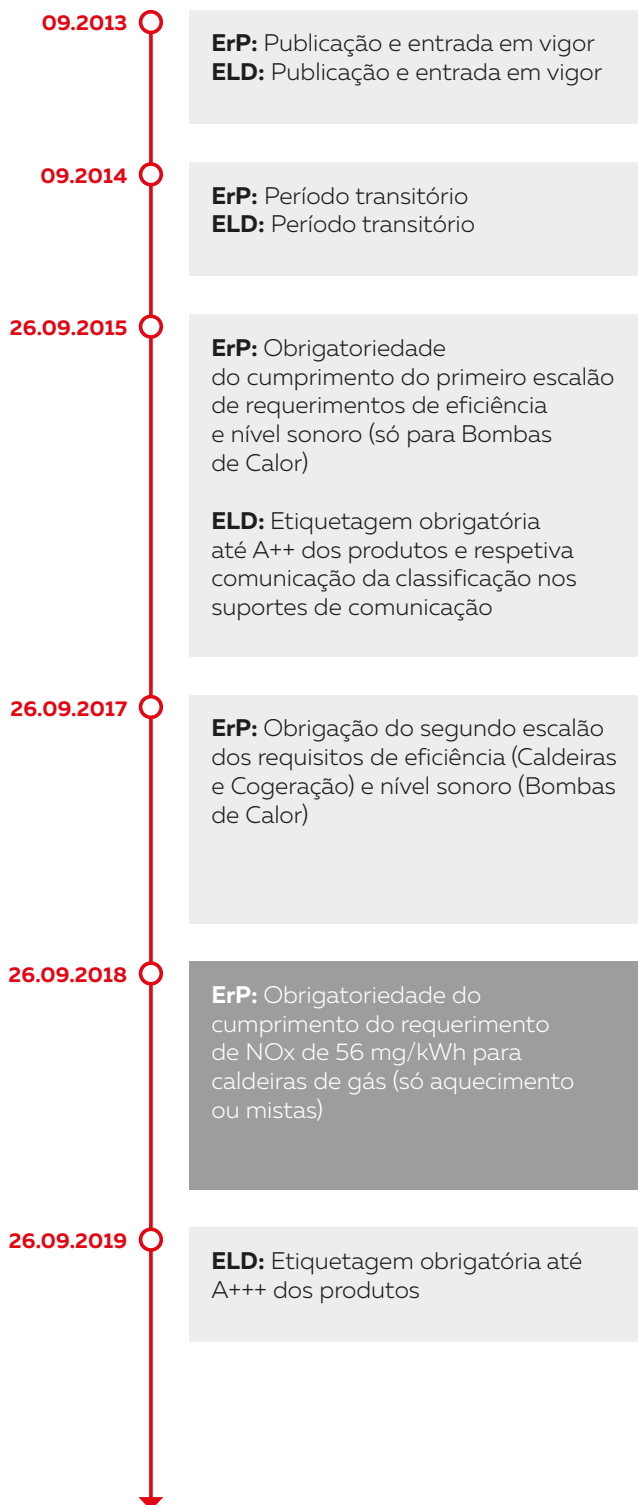 09.2013
ErP: Publicação e entrada em vigor
ELD: Publicação e entrada em vigor
09.2014
ErP: Período transitório
ELD: Período transitório
26.09.2015
ErP: Obrigatoriedade
do cumprimento do primeiro escalão
de requerimentos de eficiência
e nível sonoro (só para Bombas
de Calor)
ELD: Etiquetagem obrigatória
até A++ dos produtos e respetiva
comunicação da classificação nos
suportes de comunicação
26.09.2017
ErP: Obrigação do segundo escalão
dos requisitos de eficiência (Caldeiras
e Cogeração) e nível sonoro (Bombas
de Calor)
26.09.2018
ErP: Obrigatoriedade do
cumprimento do requerimento
de NOx de 56 mg/kWh para
caldeiras de gás (só aquecimento
ou mistas)
26.09.2019
ELD: Etiquetagem obrigatória até
A+++ dos produtos